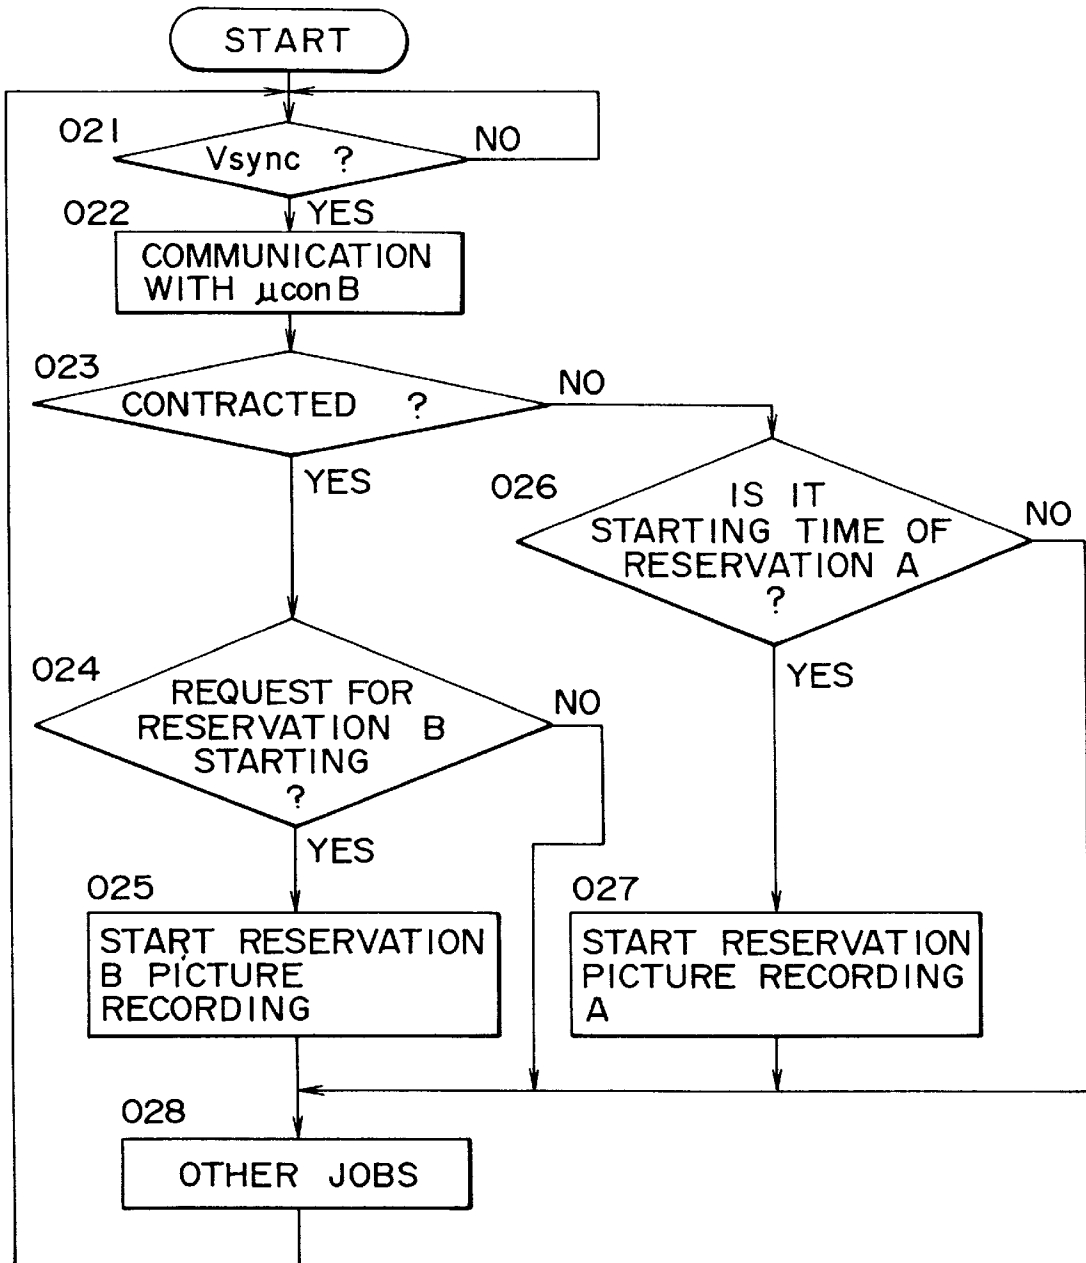 START
021
Vsync ?
NO
YES
022
COMMUNICATION
WITH μconB
023
CONTRACTED ?
NO
YES
026
IS IT
STARTING TIME OF
RESERVATION A
?
NO
YES
024
REQUEST FOR
RESERVATION B
STARTING
?
NO
YES
025
START RESERVATION
B PICTURE
RECORDING
027
START RESERVATION
PICTURE RECORDING
A
028
OTHER JOBS